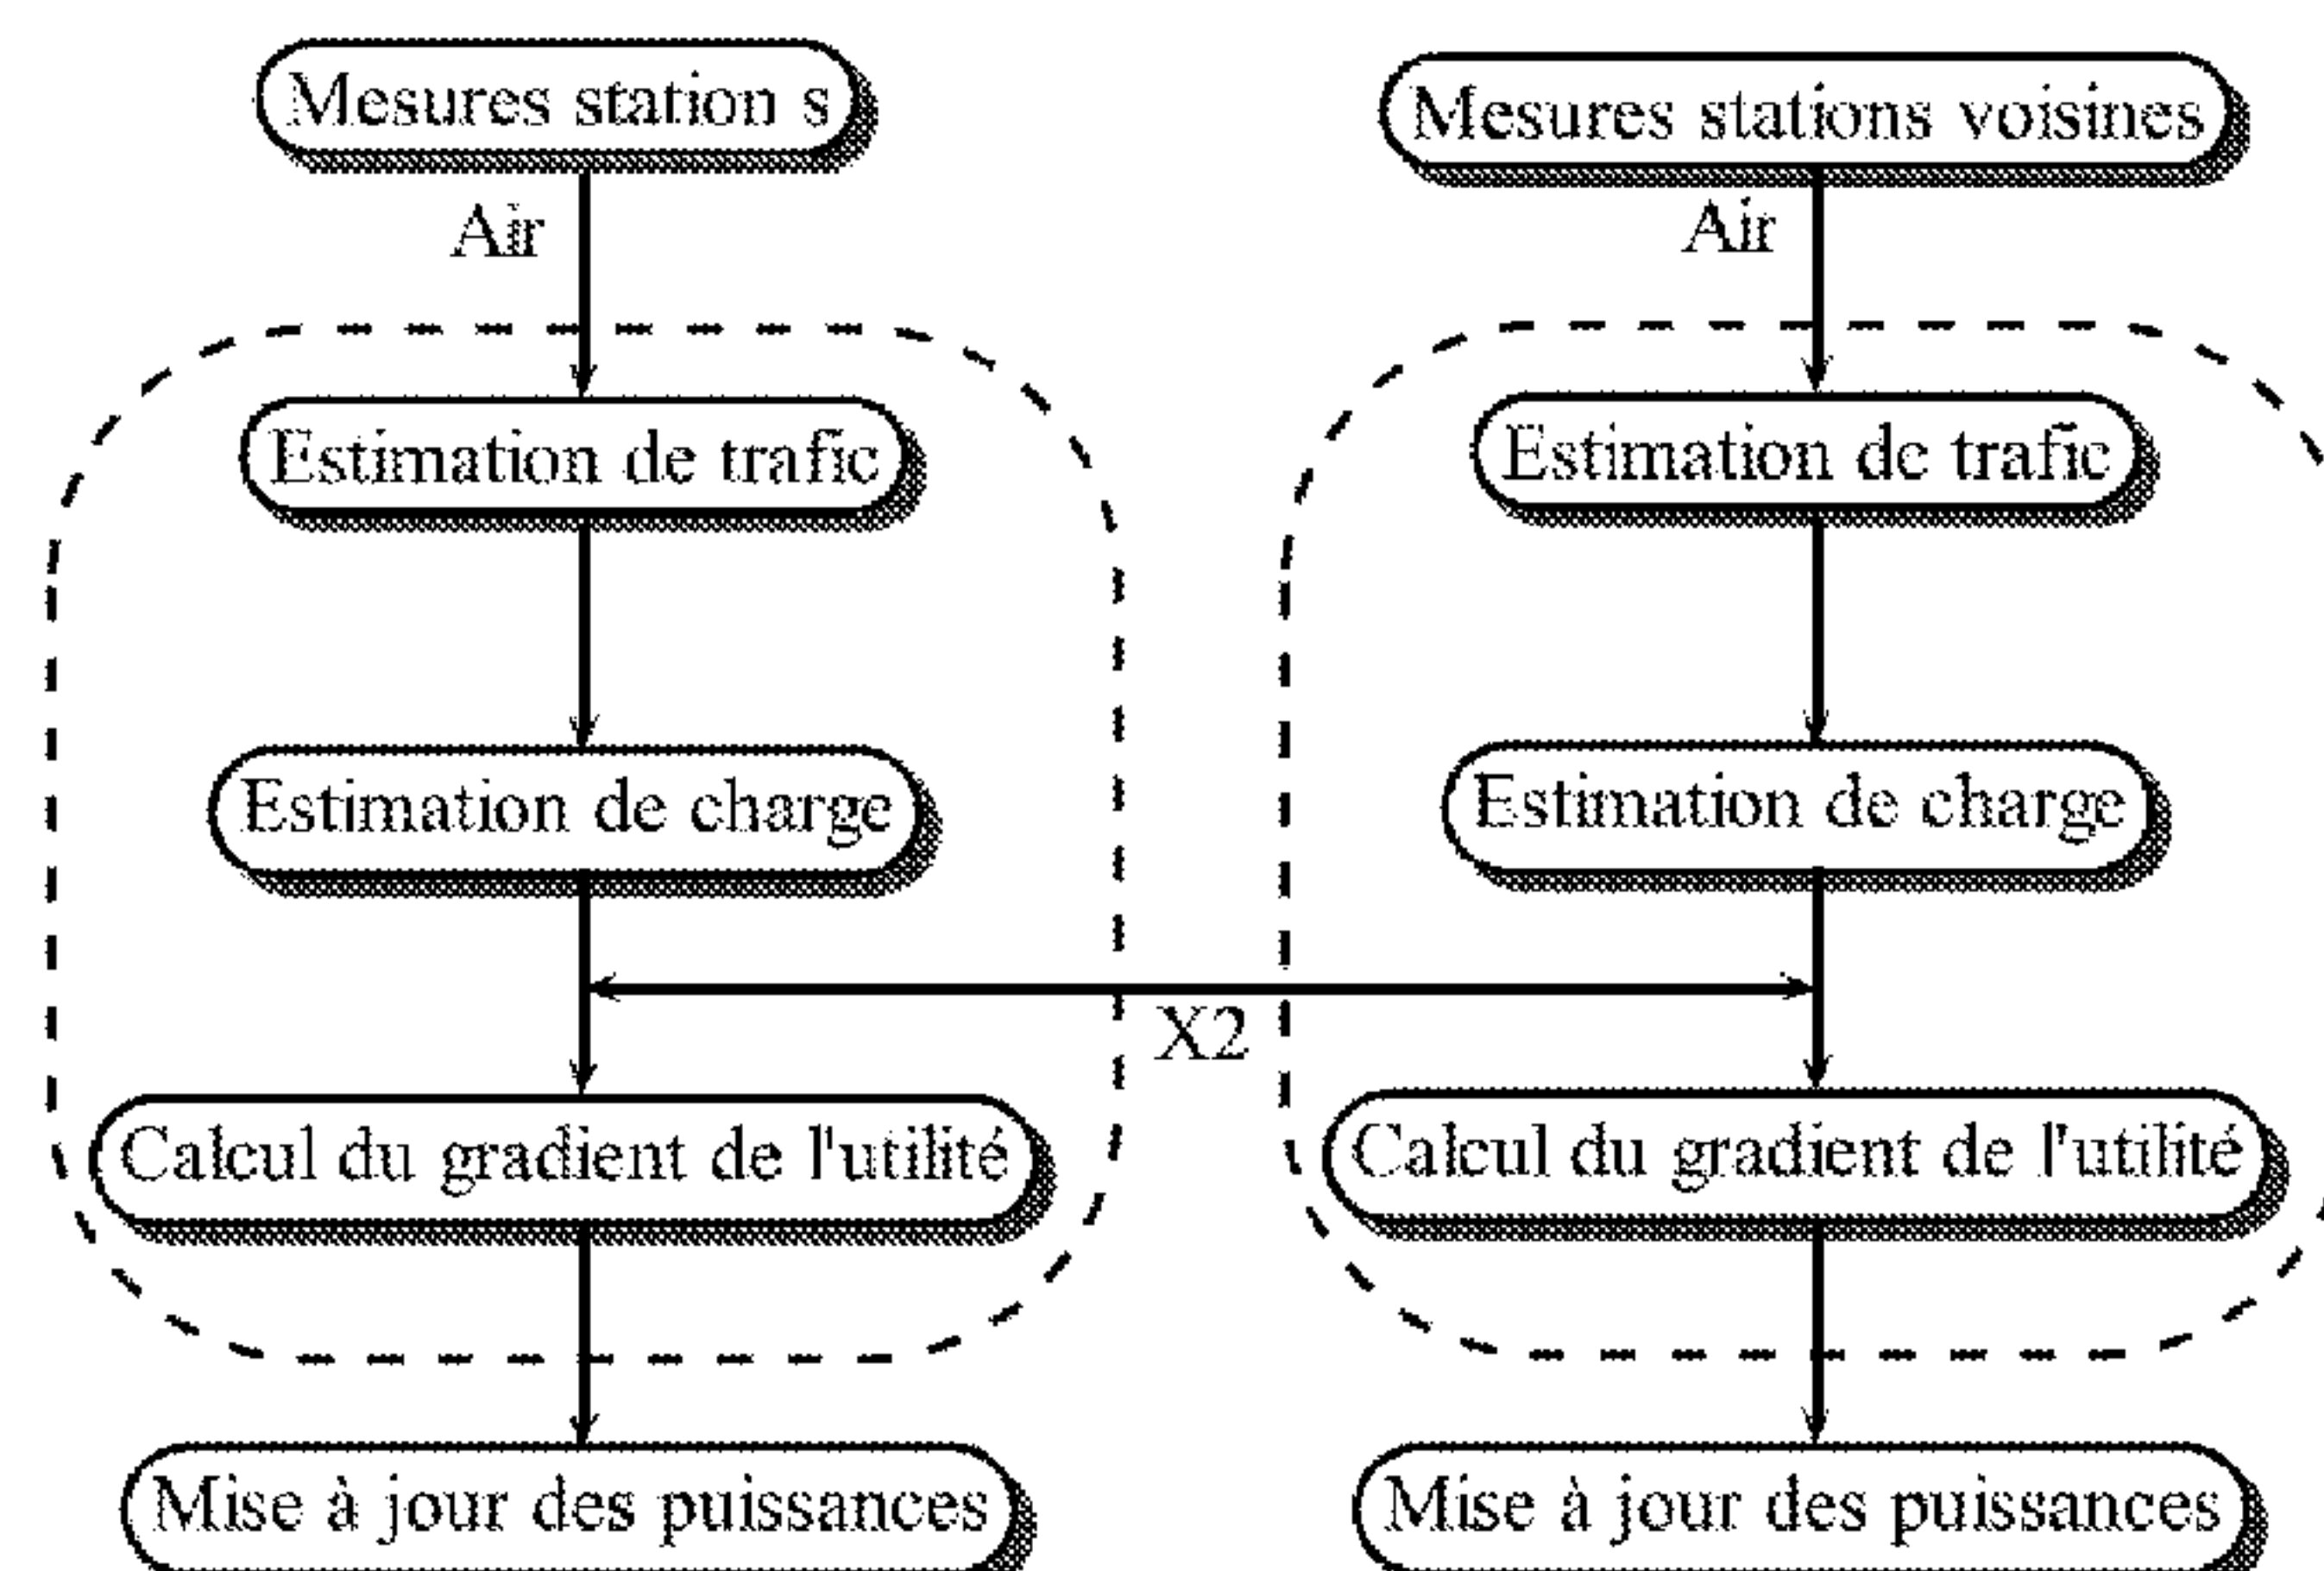 Mesures station s
Mesures stations voisines
Air
Air
Estimation de trafic
Estimation de trafic
Estimation de charge
Estimation de charge
X2
Calcul du gradient de l'utilité
Calcul du gradient de l'utilité
Mise à jour des puissances
Mise à jour des puissances